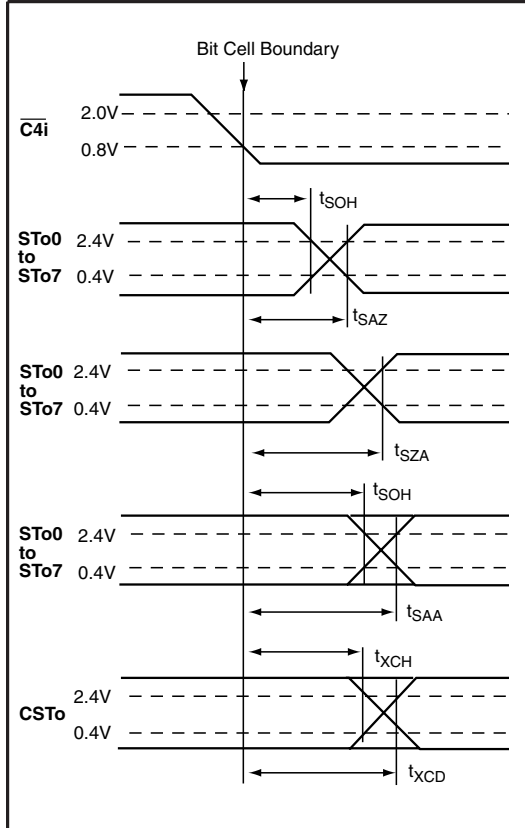 Bit Cell Boundary
C4i
2.0V
0.8V
tSOH
STo0
to
STo7
2.4V
0.4V
tSAZ
STo0
to
STo7
2.4V
0.4V
tSZA
tSOH
STo0
to
STo7
2.4V
0.4V
tSAA
tXCH
CSTo
2.4V
0.4V
tXCD